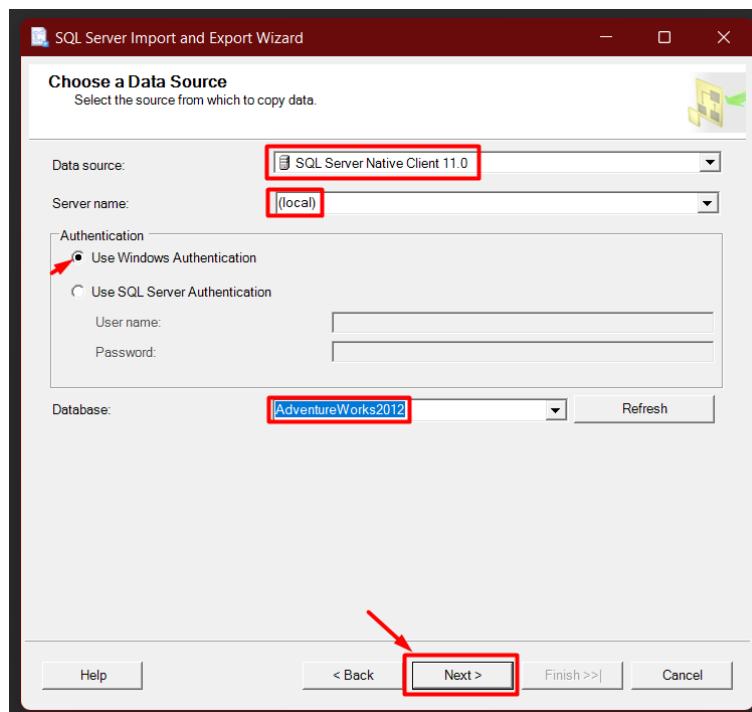 SQL Server Import and Export Wizard
Choose a Data Source
Select the source from which to copy data.
Data source:
SQL Server Native Client 11.0
Server name:
(local)
Authentication
Use Windows Authentication
Use SQL Server Authentication
User name:
Password:
Database:
AdventureWorks2012
Refresh
Help
< Back
Next >
Finish >>|
Cancel